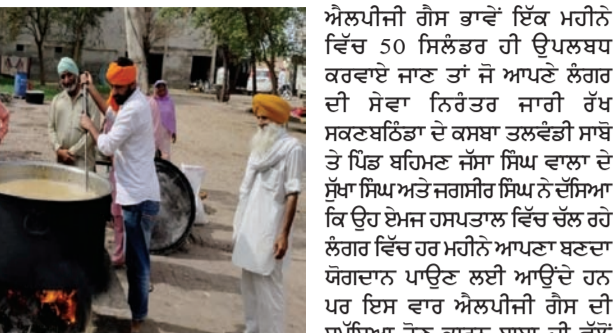 ਐਲਪੀਜੀ ਗੈਸ ਭਾਵੇਂ ਇੱਕ ਮਹੀਨੇ
ਵਿੱਚ 50 ਸਿਲੰਡਰ ਹੀ ਉਪਲਬਧ
ਕਰਵਾਏ ਜਾਣ ਤਾਂ ਜੋ ਆਪਣੇ ਲੰਗਰ
ਦੀ ਸੇਵਾ ਨਿਰੰਤਰ ਜਾਰੀ ਰੱਖ
ਸਕਣਬਠਿੰਡਾ ਦੇ ਕਸਬਾ ਤਲਵੰਡੀ ਸਾਬੋ
ਤੇ ਪਿੰਡ ਬਹਿਮਣ ਜੱਸਾ ਸਿੰਘ ਵਾਲਾ ਦੇ
ਸੁੱਖਾ ਸਿੰਘ ਅਤੇ ਜਗਸੀਰ ਸਿੰਘ ਨੇ ਦੱਸਿਆ
ਕਿ ਉਹ ਏਮਜ ਹਸਪਤਾਲ ਵਿੱਚ ਚੱਲ ਰਹੇ
ਲੰਗਰ ਵਿੱਚ ਹਰ ਮਹੀਨੇ ਆਪਣਾ ਬਣਦਾ
ਯੋਗਦਾਨ ਪਾਉਣ ਲਈ ਆਉਂਦੇ ਹਨ
ਪਰ ਇਸ ਵਾਰ ਐਲਪੀਜੀ ਗੈਸ ਦੀ